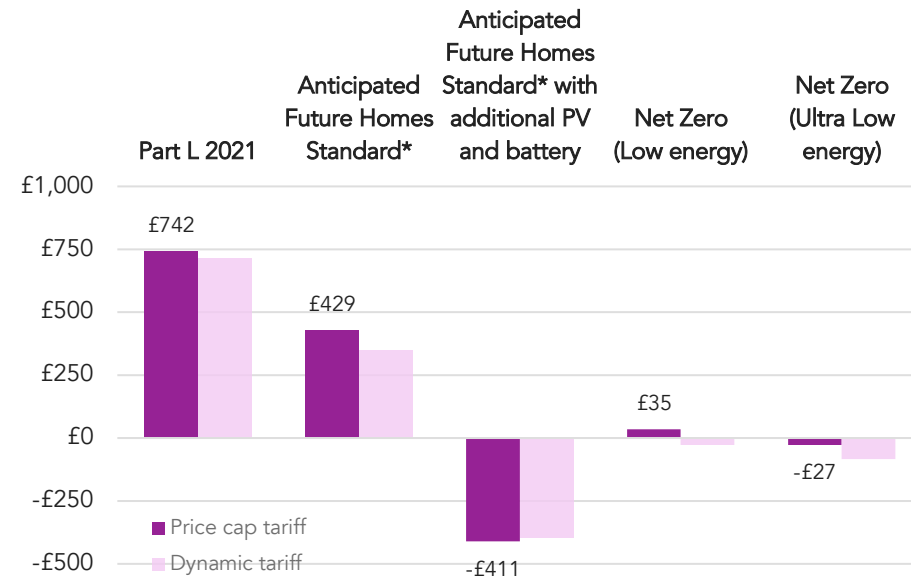 Part L 2021
Anticipated
Future Homes
Standard*
Anticipated
Future Homes
Standard* with
additional PV
and battery
Net Zero
(Low energy)
Net Zero
(Ultra Low
energy)
£1,000
£750
£500
£250
£0
-£250
-£500
£742
£429
-£411
£35
-£27
Price cap tariff
Dynamic tariff